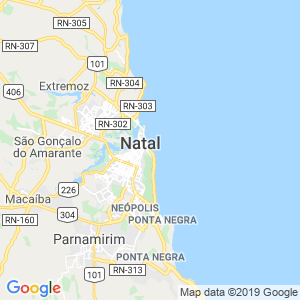 RN-305
RN-307
101
RN-304
Extremoz
406
RN-303
RN-302
Natal
São Gonçalo
do Amarante
226
Macaíba
304
NEÓPOLIS
RN-160
PONTA NEGRA
Parnamirim
PONTA NEGRA
101
RN-313
Google
Map data ©2019 Google